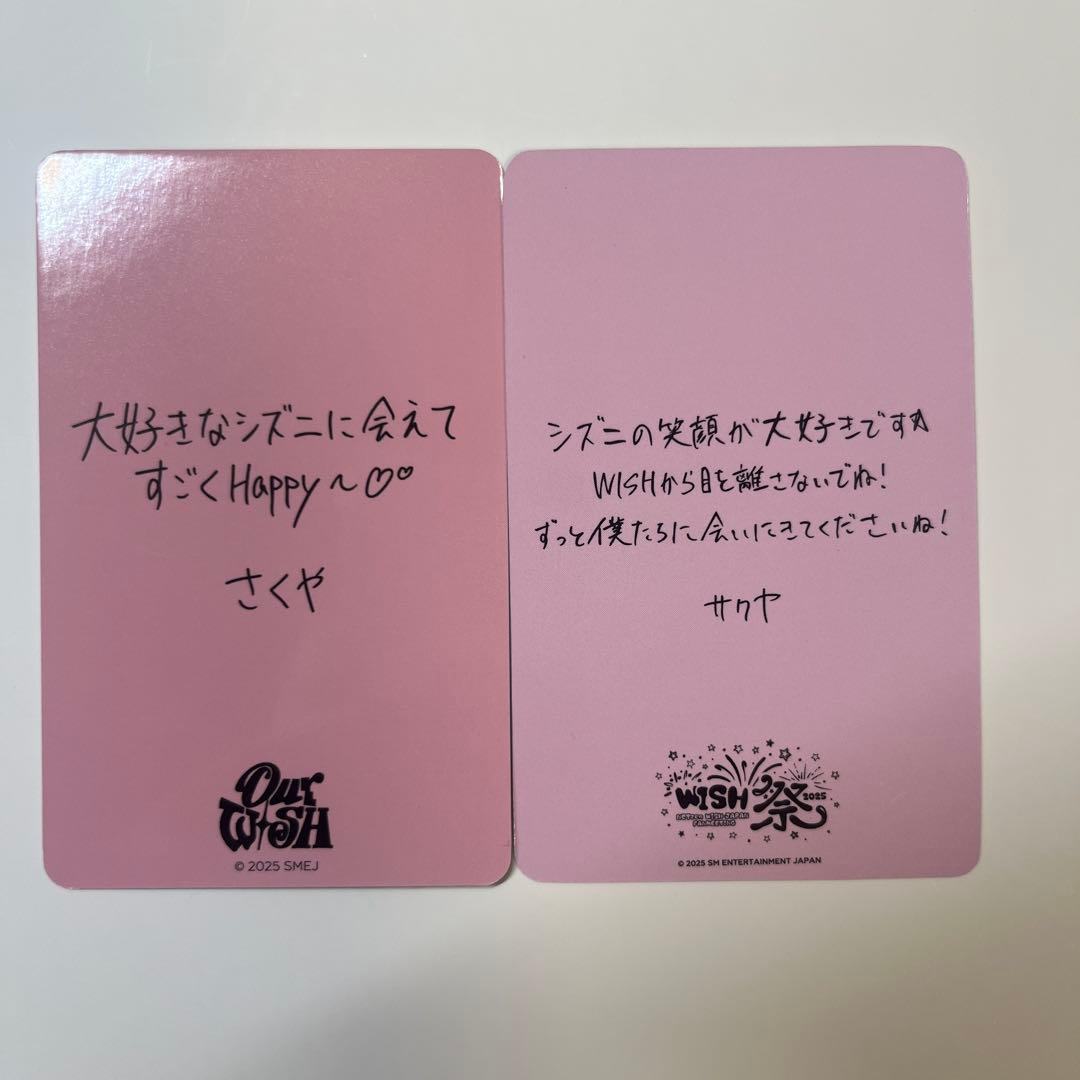 大好きなシズニに会えて
すごくHappy～♡♡
さくや
Our
WISH
© 2025 SMEJ
シズニの笑顔が大好きです☆
WISHから目を離さないでね！
ずっと僕たちに会いにきてくださいね！
サクヤ
WISH 祭 2025
NCT WISH JAPAN
FANMEETING
© 2025 SM ENTERTAINMENT JAPAN